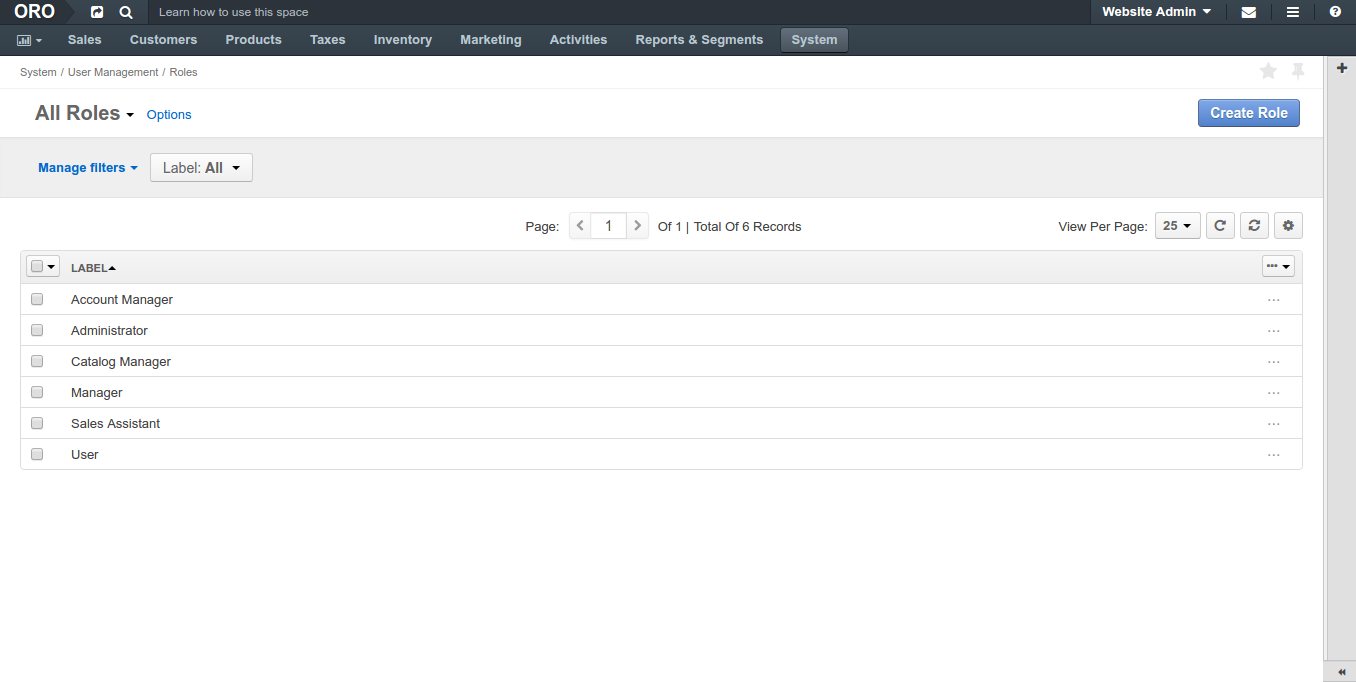 ORO Learn how to use this space Website Admin
Sales Customers Products Taxes Inventory Marketing Activities Reports & Segments System
System / User Management / Roles
All Roles Options Create Role
Manage filters Label: All
Page: 1 Of 1 | Total Of 6 Records View Per Page: 25
LABEL
Account Manager
Administrator
Catalog Manager
Manager
Sales Assistant
User